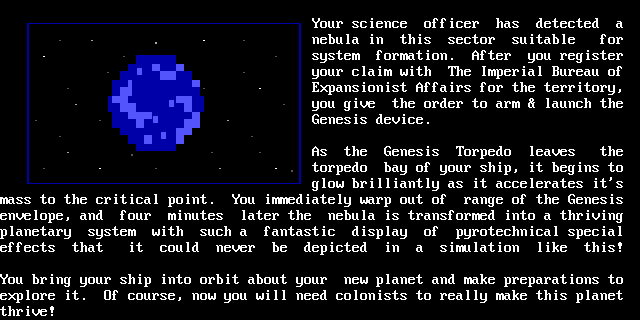 Your science officer has detected a
nebula in this sector suitable for
system formation. After you register
your claim with The Imperial Bureau of
Expansionist Affairs for the territory,
you give the order to arm & launch the
Genesis device.
As the Genesis Torpedo leaves the
torpedo bay of your ship, it begins to
glow brilliantly as it accelerates it's
mass to the critical point. You immediately warp out of range of the Genesis
envelope, and four minutes later the nebula is transformed into a thriving
planetary system with such a fantastic display of pyrotechnical special
effects that it could never be depicted in a simulation like this!
You bring your ship into orbit about your new planet and make preparations to
explore it. Of course, now you will need colonists to really make this planet
thrive!